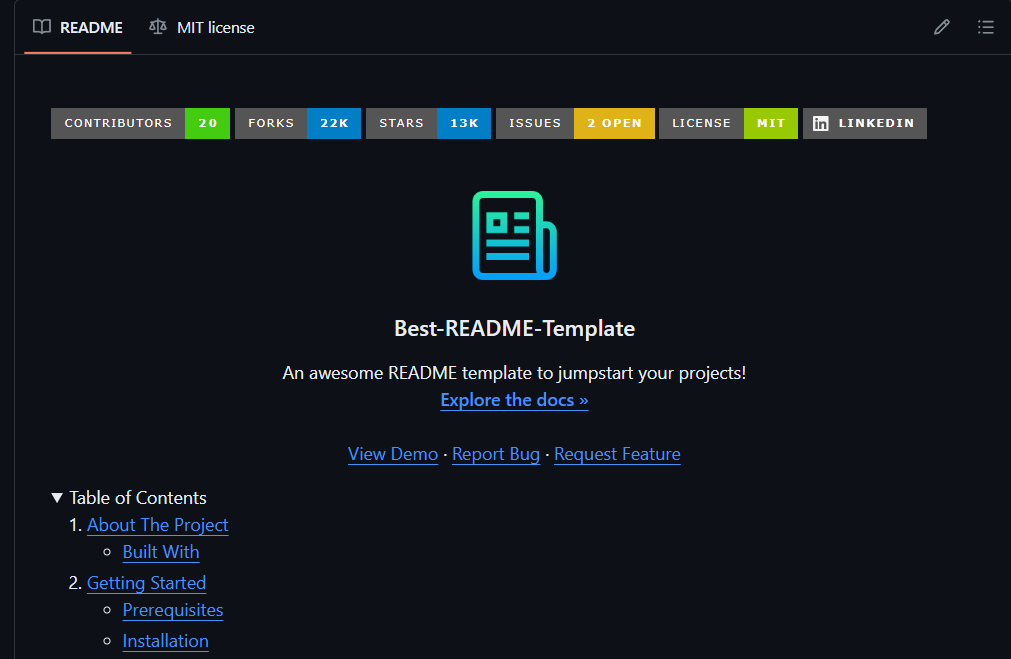 README MIT license
CONTRIBUTORS 20 FORKS 22K STARS 13K ISSUES 2 OPEN LICENSE MIT in LINKEDIN
Best-README-Template
An awesome README template to jumpstart your projects!
Explore the docs »
View Demo · Report Bug · Request Feature
▼ Table of Contents
1. About The Project
○ Built With
2. Getting Started
○ Prerequisites
○ Installation